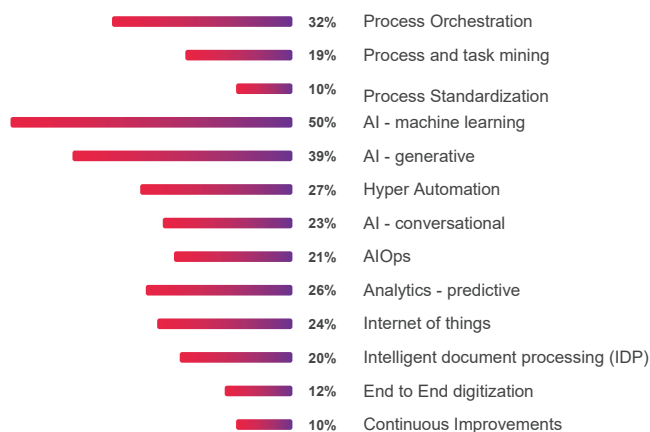 32% Process Orchestration
19% Process and task mining
10% Process Standardization
50% AI - machine learning
39% AI - generative
27% Hyper Automation
23% AI - conversational
21% AIOps
26% Analytics - predictive
24% Internet of things
20% Intelligent document processing (IDP)
12% End to End digitization
10% Continuous Improvements